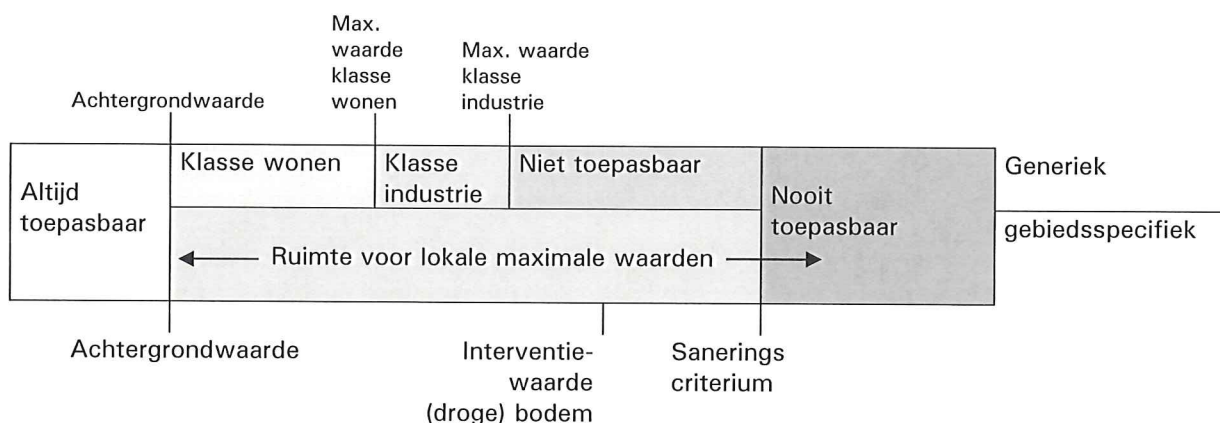 Max.
waarde
klasse
wonen
Max. waarde
klasse
industrie
Achtergrondwaarde
Altijd
toepasbaar
Klasse wonen
Klasse
industrie
Niet toepasbaar
Nooit
toepasbaar
Generiek
gebiedsspecifiek
Ruimte voor lokale maximale waarden
Achtergrondwaarde
Interventie-
waarde
(droge) bodem
Sanerings
criterium